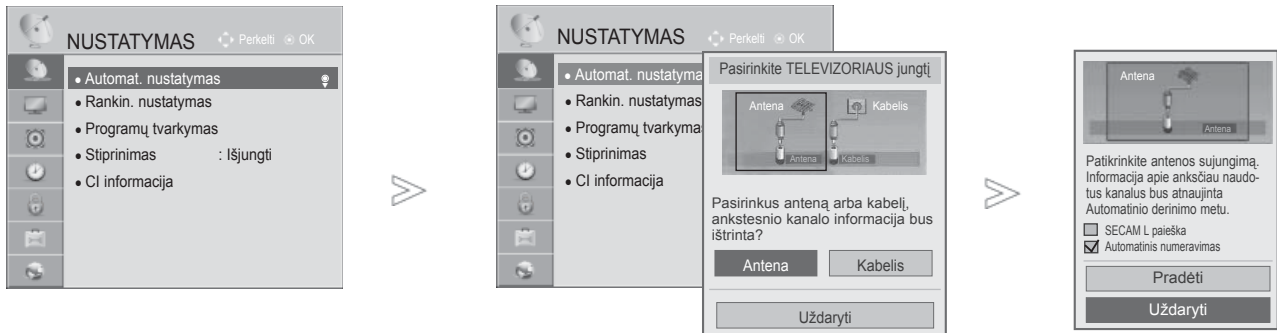 NUSTATYMAS Perkelti OK
• Automat. nustatymas
• Rankin. nustatymas
• Programų tvarkymas
• Stiprinimas : Išjungti
• CI informacija
NUSTATYMAS Perkelti OK
• Automat. nustatyma
• Rankin. nustatymas
• Programų tvarkymas
• Stiprinimas
• CI informacija
Pasirinkite TELEVIZORIAUS jungtį
Antena Kabelis
Antena Kabelis
Pasirinkus anteną arba kabelį,
ankstesnio kanalo informacija bus
ištrinta?
Antena Kabelis
Uždaryti
Antena
Antena
Patikrinkite antenos sujungimą.
Informacija apie anksčiau naudo-
tus kanalus bus atnaujinta
Automatinio derinimo metu.
SECAM L paieška
Automatinis numeravimas
Pradėti
Uždaryti